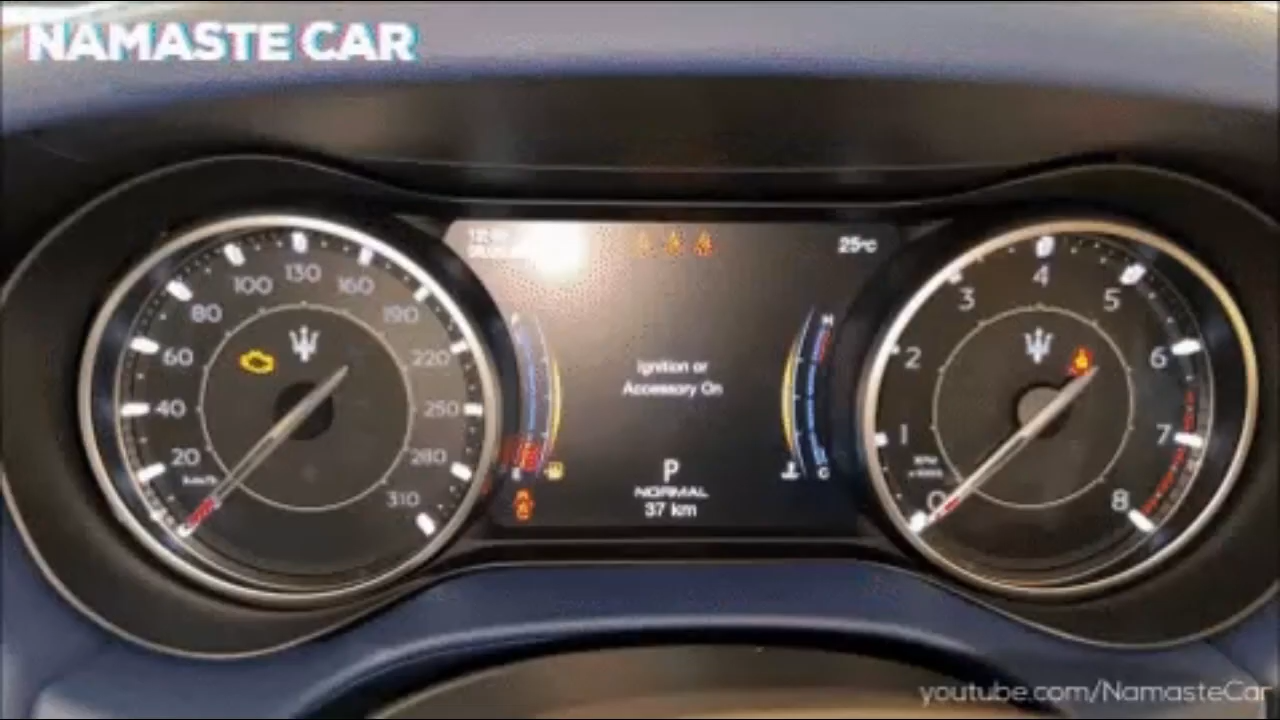 NAMASTE CAR
25°C
Ignition or
Accessory On
P
NORMAL
37 km
20
40
60
80
100
130
160
190
220
250
280
310
km/h
0
1
2
3
4
5
6
7
8
H
C
youtube.com/NamasteCar